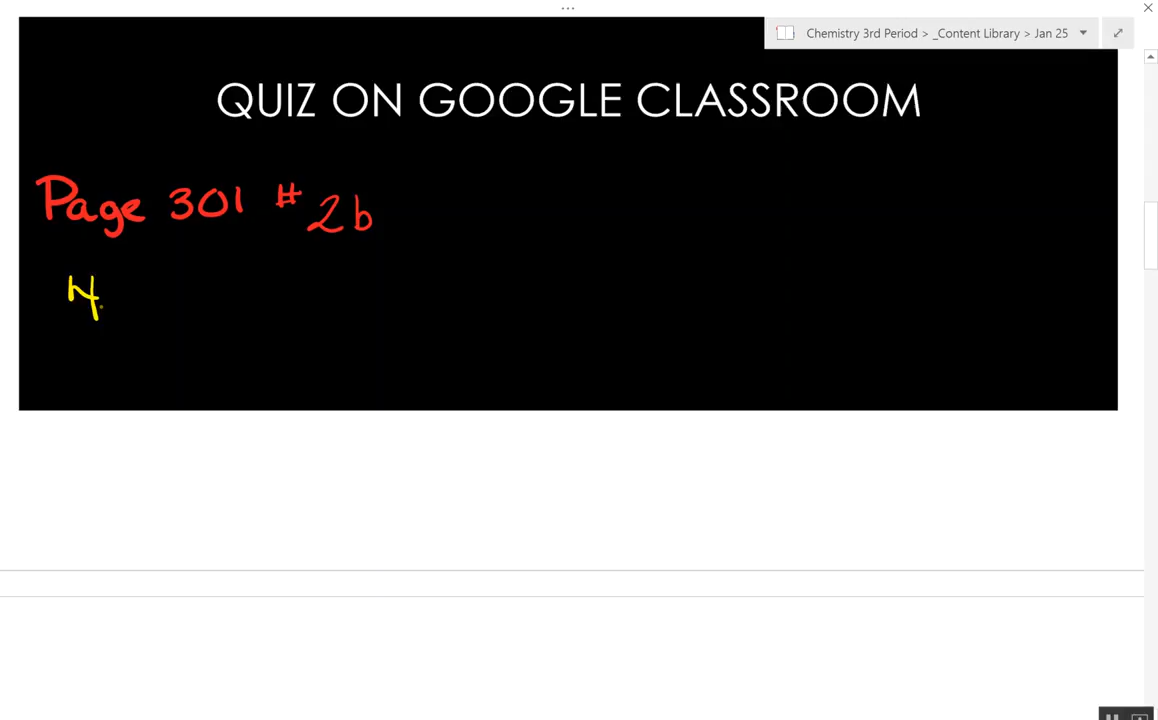 Chemistry 3rd Period > _Content Library > Jan 25
QUIZ ON GOOGLE CLASSROOM
Page 301 # 2b
N